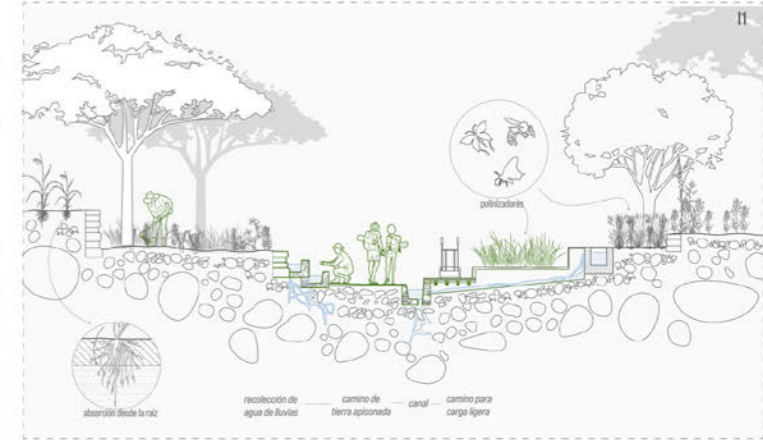 11
polinizadores
absorción desde la raíz
recolección de
agua de lluvias
camino de
tierra apisonada
canal
camino para
carga ligera